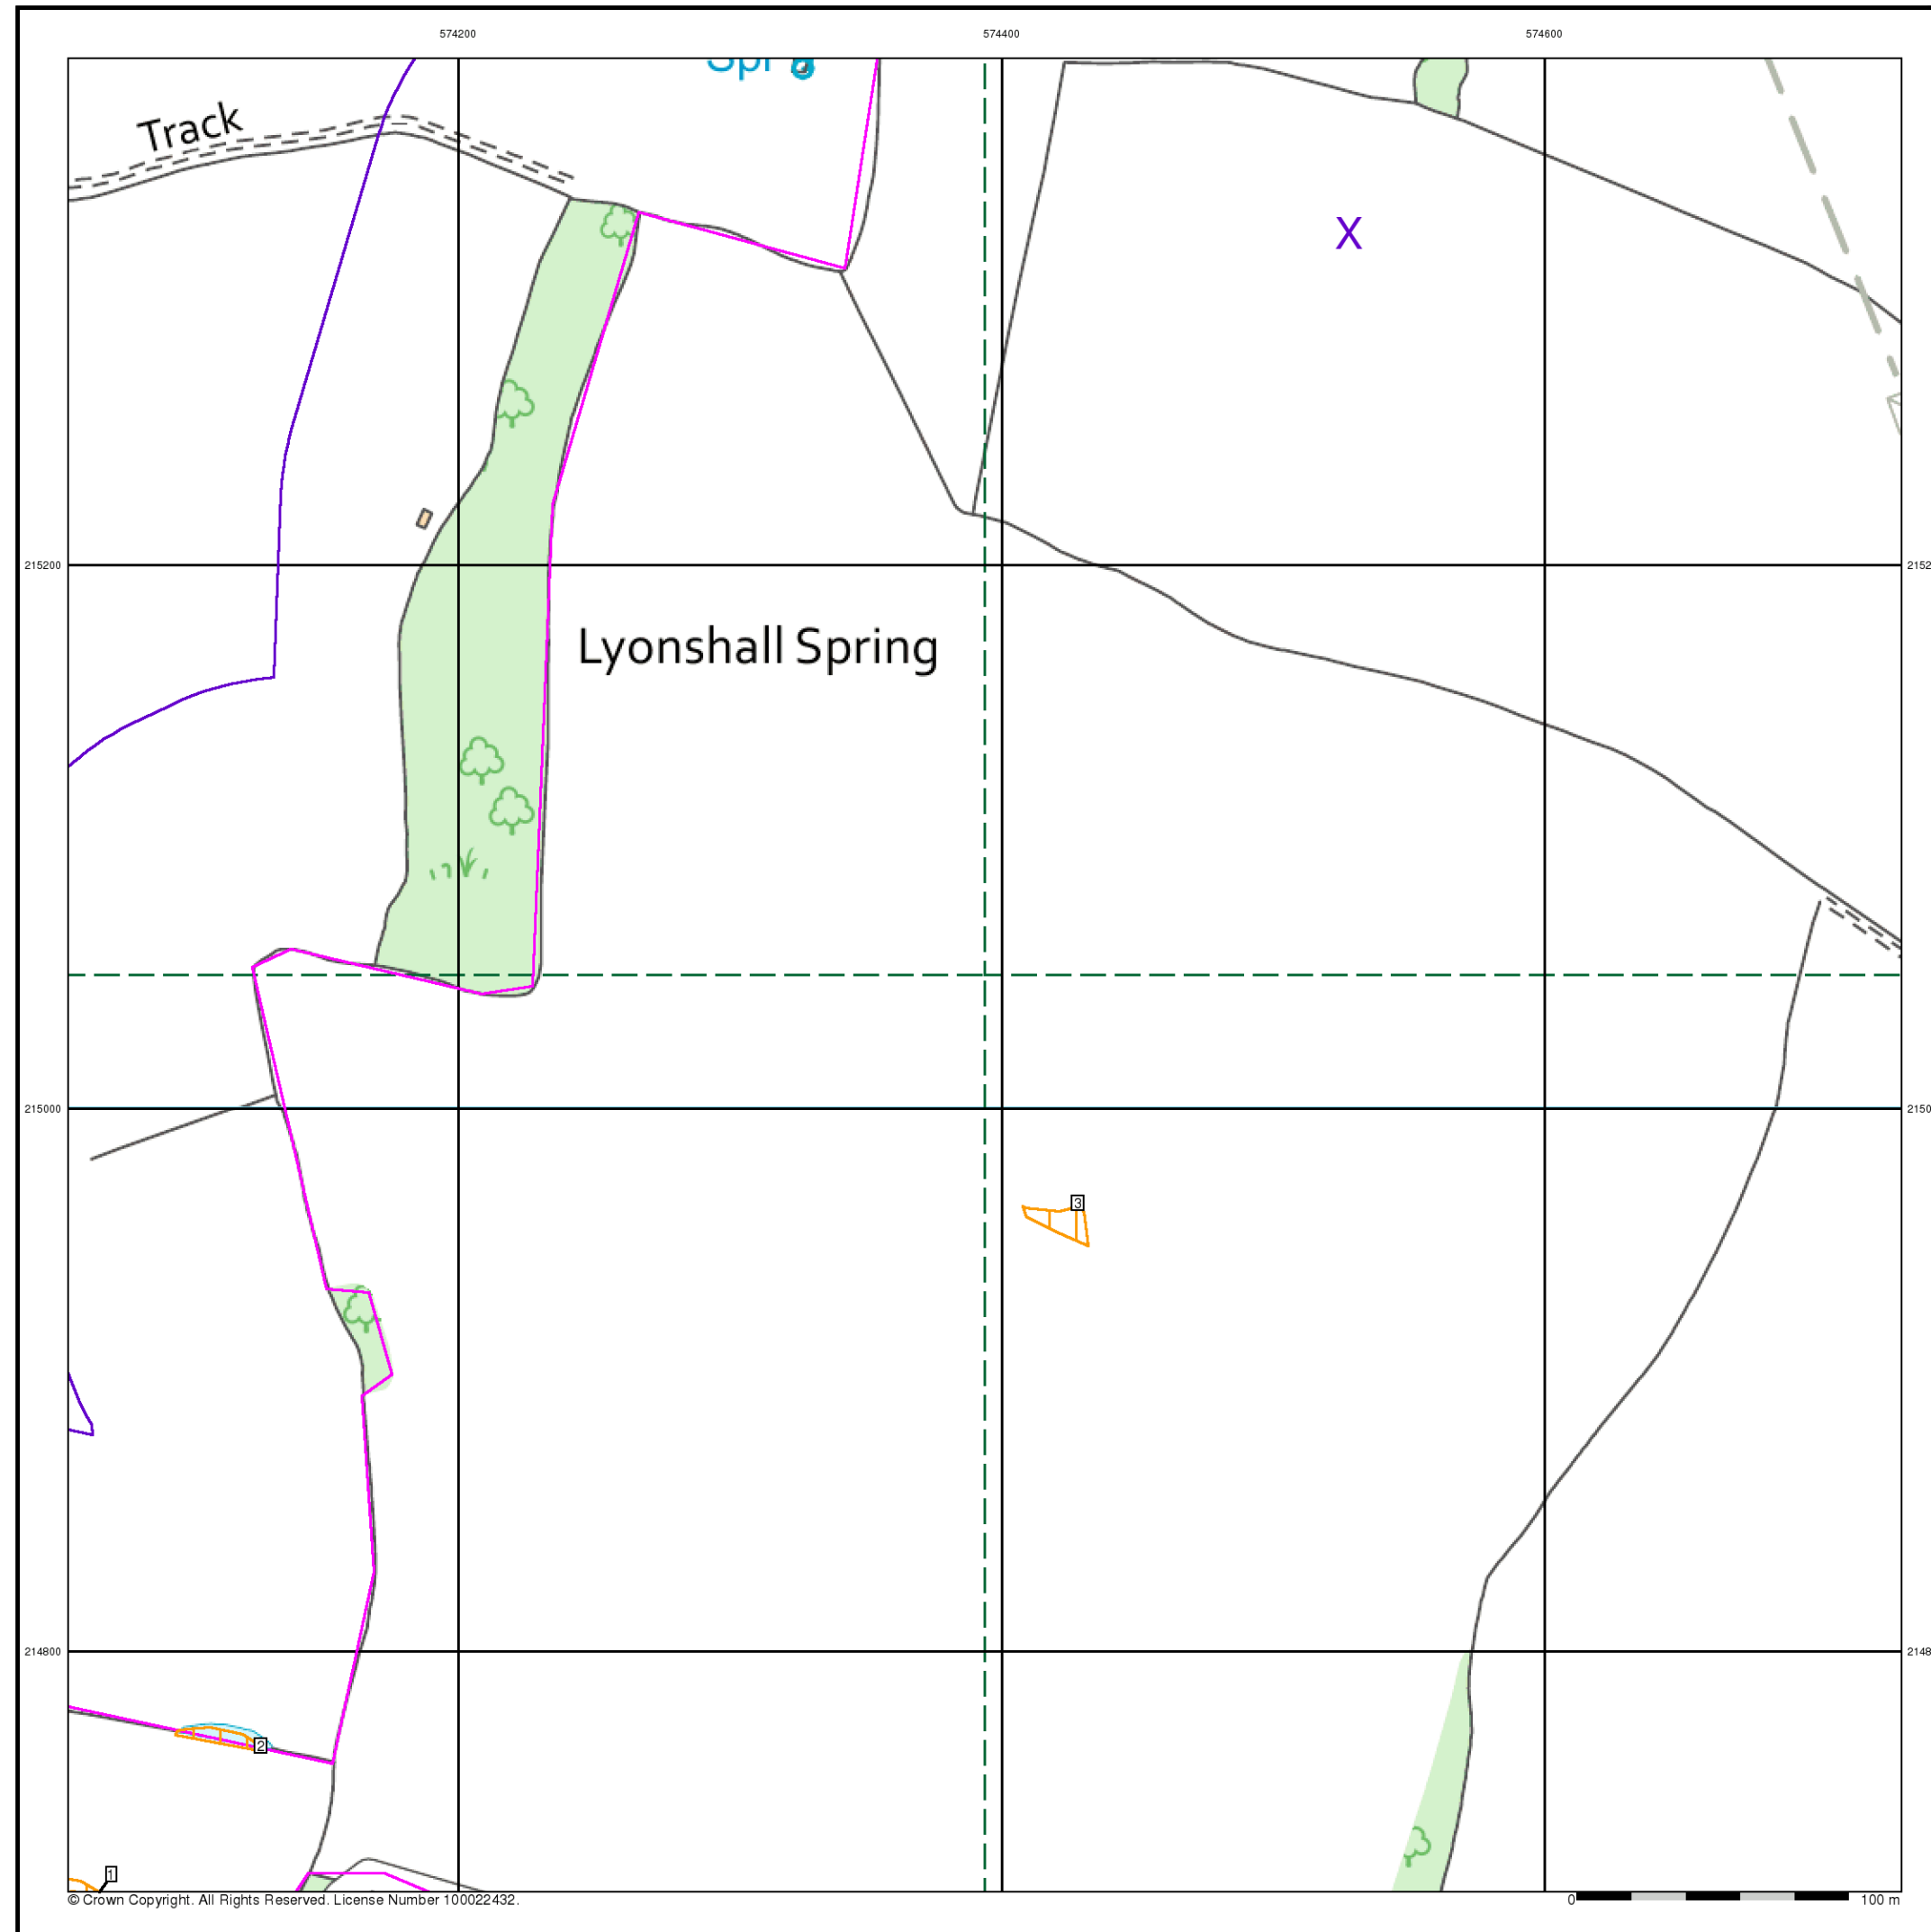 574200 574400 574600
Track
X
215200
Lyonshall Spring
215000
3
214800
2
1
© Crown Copyright. All Rights Reserved. License Number 100022432.
0 100 m